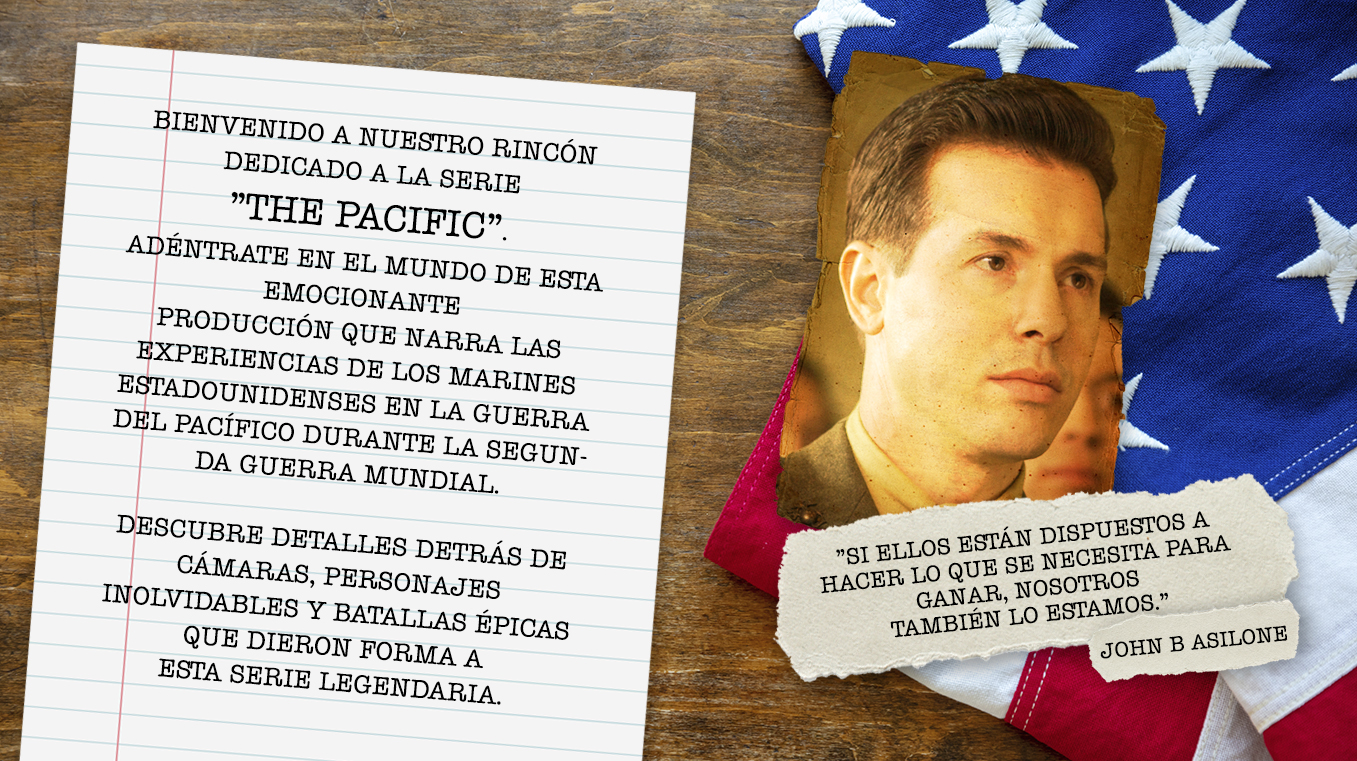 BIENVENIDO A NUESTRO RINCÓN
DEDICADO A LA SERIE
”THE PACIFIC”.
ADÉNTRATE EN EL MUNDO DE ESTA
EMOCIONANTE
PRODUCCIÓN QUE NARRA LAS
EXPERIENCIAS DE LOS MARINES
ESTADOUNIDENSES EN LA GUERRA
DEL PACÍFICO DURANTE LA SEGUN-
DA GUERRA MUNDIAL.
DESCUBRE DETALLES DETRÁS DE
CÁMARAS, PERSONAJES
INOLVIDABLES Y BATALLAS ÉPICAS
QUE DIERON FORMA A
ESTA SERIE LEGENDARIA.
”SI ELLOS ESTÁN DISPUESTOS A
HACER LO QUE SE NECESITA PARA
GANAR, NOSOTROS
TAMBIÉN LO ESTAMOS.”
JOHN B ASILONE